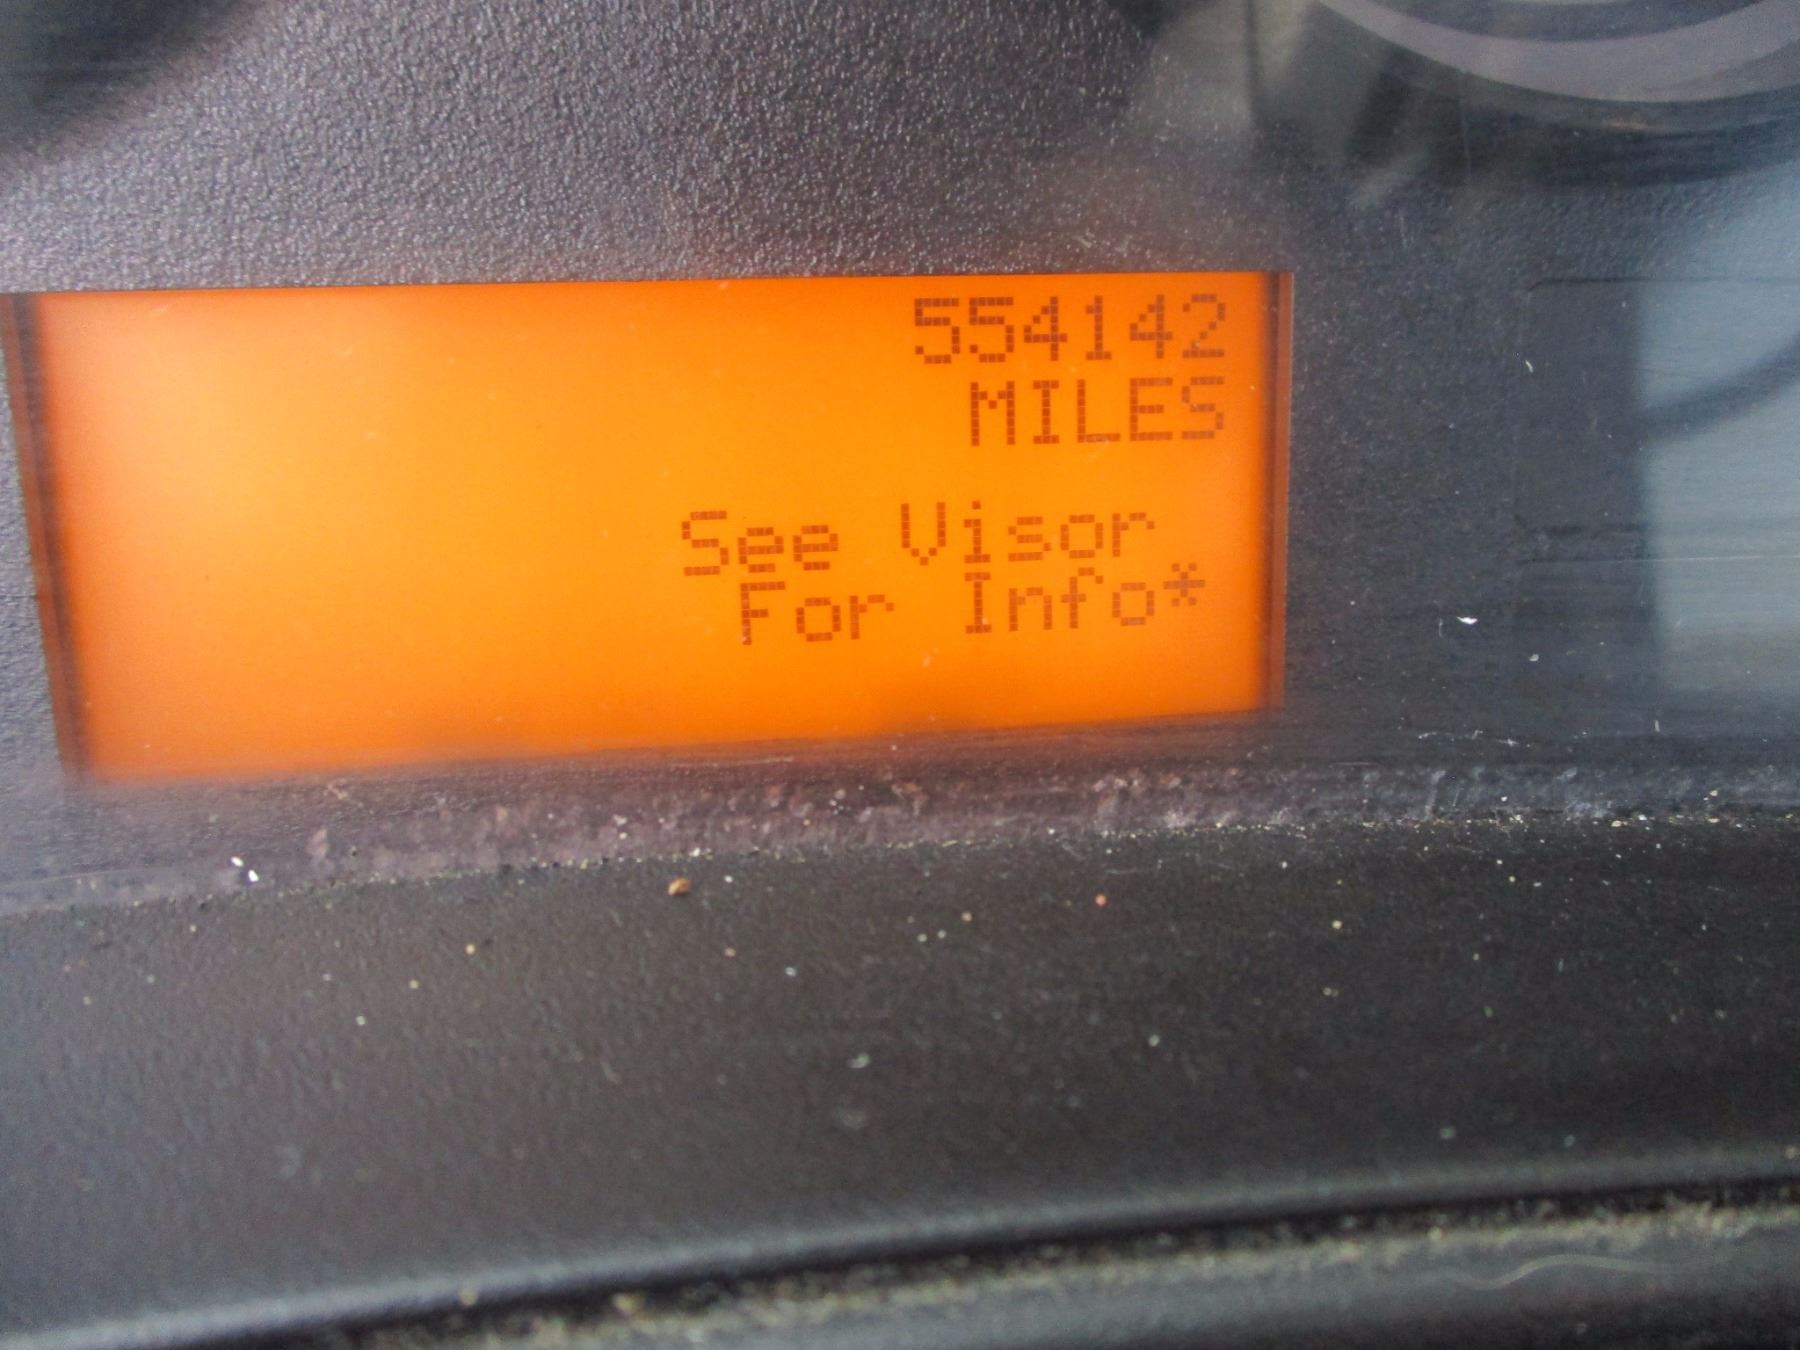 554142
MILES
See Visor
For Info*